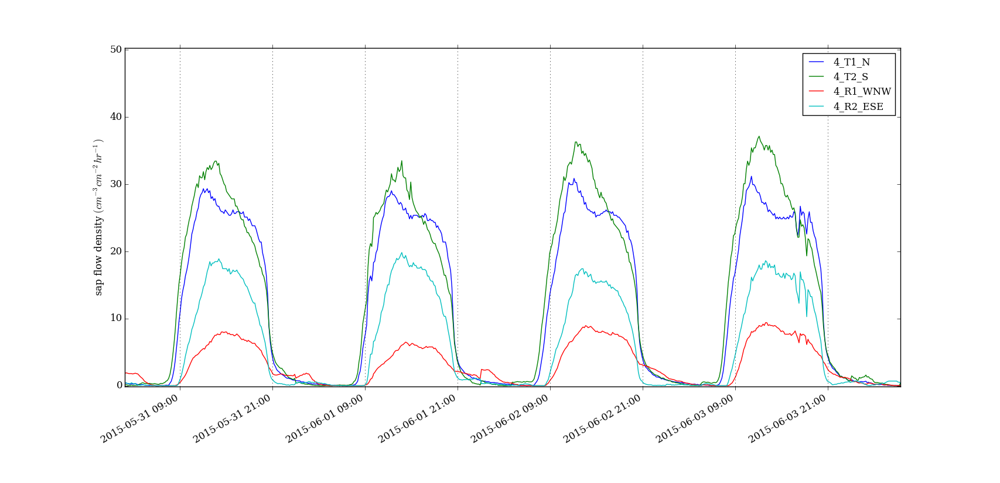 50
40
30
20
10
0
sap flow density (cm⁻³cm⁻² hr⁻¹)
4_T1_N
4_T2_S
4_R1_WNW
4_R2_ESE
2015-05-31 09:00
2015-05-31 21:00
2015-06-01 09:00
2015-06-01 21:00
2015-06-02 09:00
2015-06-02 21:00
2015-06-03 09:00
2015-06-03 21:00